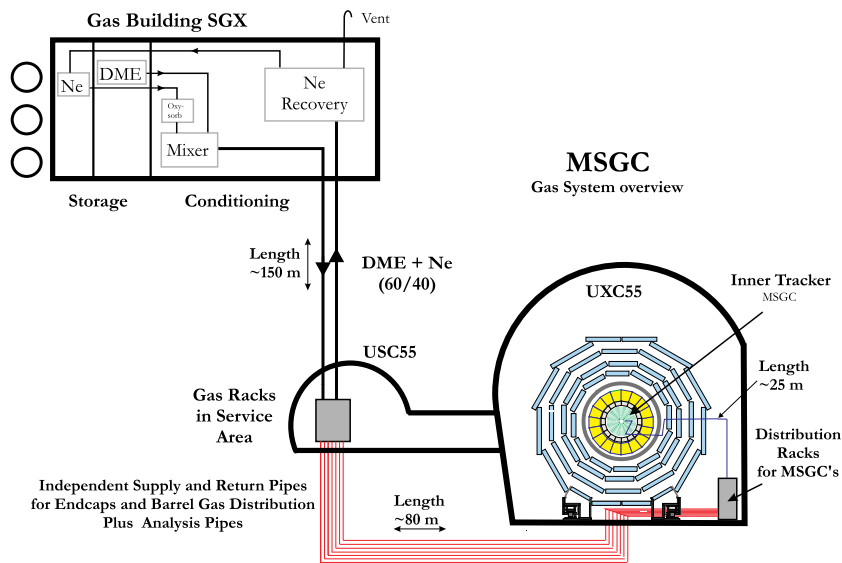 Gas Building SGX
Vent
Ne
DME
Oxy-
sorb
Mixer
Ne
Recovery
Storage
Conditioning
MSGC
Gas System overview
Length
~150 m
DME + Ne
(60/40)
USC55
UXC55
Inner Tracker
MSGC
Length
~25 m
Gas Racks
in Service
Area
Distribution
Racks
for MSGC's
Independent Supply and Return Pipes
for Endcaps and Barrel Gas Distribution
Plus Analysis Pipes
Length
~80 m